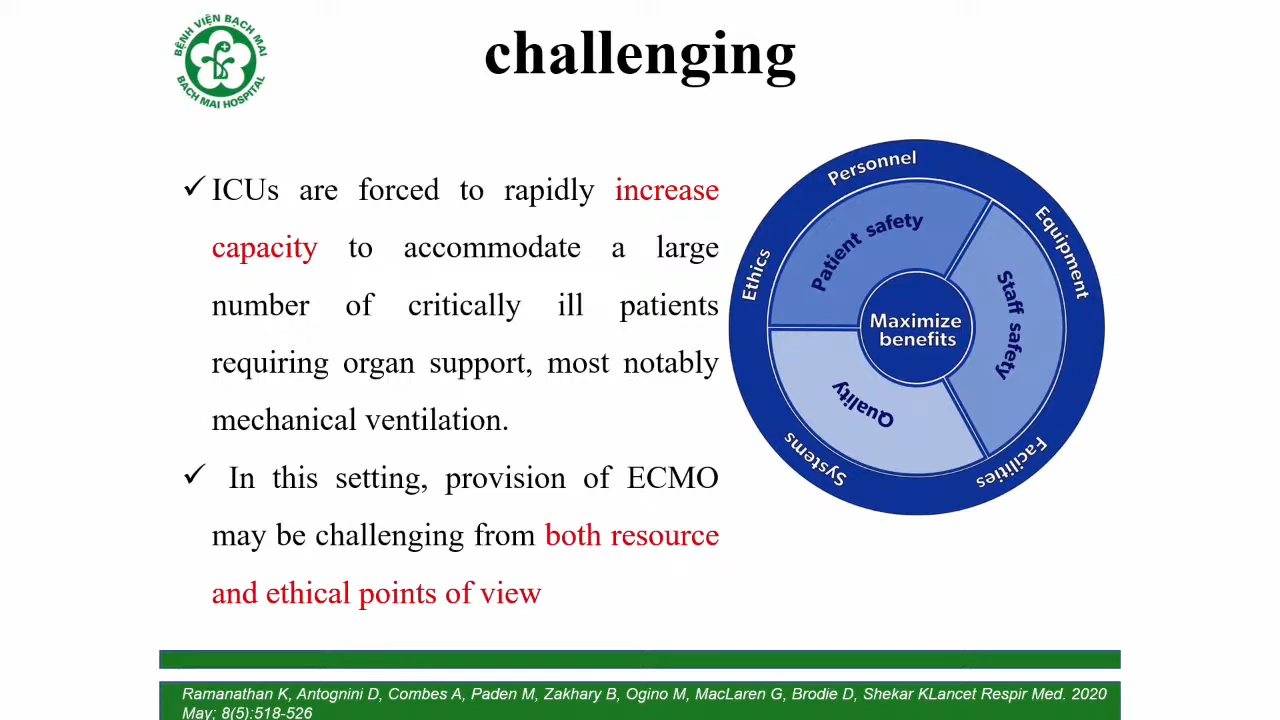 BỆNH VIỆN BẠCH MAI
BACH MAI HOSPITAL
challenging
✓ ICUs are forced to rapidly increase
capacity to accommodate a large
number of critically ill patients
requiring organ support, most notably
mechanical ventilation.
✓ In this setting, provision of ECMO
may be challenging from both resource
and ethical points of view
Personnel
Equipment
Facilities
Systems
Ethics
Patient safety
Staff safety
Quality
Maximize
benefits
Ramanathan K, Antognini D, Combes A, Paden M, Zakhary B, Ogino M, MacLaren G, Brodie D, Shekar KLancet Respir Med. 2020
May; 8(5):518-526